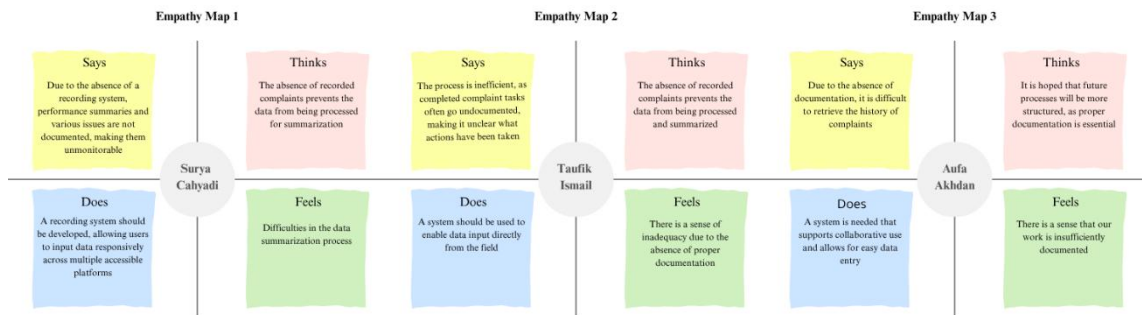 Empathy Map 1
Says
Due to the absence of a
recording system,
performance summaries and
various issues are not
documented, making them
unmonitorable
Thinks
The absence of recorded
complaints prevents the
data from being processed
for summarization
Surya
Cahyadi
Does
A recording system should
be developed, allowing users
to input data responsively
across multiple accessible
platforms
Feels
Difficulties in the data
summarization process
Empathy Map 2
Says
The process is inefficient, as
completed complaint tasks
often go undocumented,
making it unclear what
actions have been taken
Thinks
The absence of recorded
complaints prevents the
data from being processed
and summarized
Taufik
Ismail
Does
A system should be used to
enable data input directly
from the field
Feels
There is a sense of
inadequacy due to the
absence of proper
documentation
Empathy Map 3
Says
Due to the absence of
documentation, it is difficult
to retrieve the history of
complaints
Thinks
It is hoped that future
processes will be more
structured, as proper
documentation is essential
Aufa
Akhdan
Does
A system is needed that
supports collaborative use
and allows for easy data
entry
Feels
There is a sense that our
work is insufficiently
documented